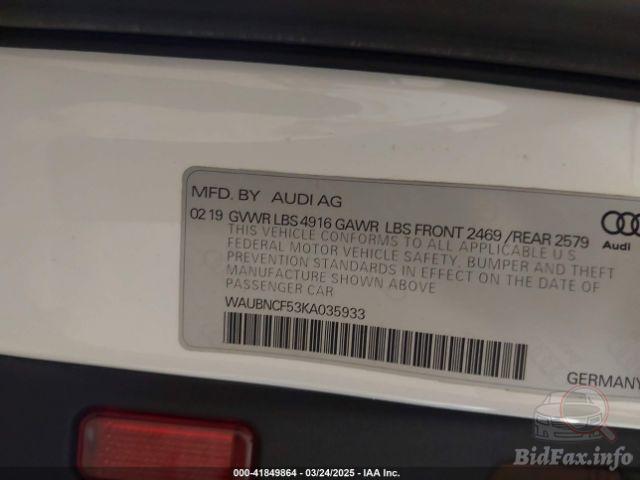 MFD. BY AUDI AG
02 19 GVWR LBS 4916 GAWR LBS FRONT 2469 /REAR 2579
THIS VEHICLE CONFORMS TO ALL APPLICABLE U S
FEDERAL MOTOR VEHICLE SAFETY, BUMPER AND THEFT
PREVENTION STANDARDS IN EFFECT ON THE DATE OF
MANUFACTURE SHOWN ABOVE
PASSENGER CAR
Audi
WAUBNCF53KA035933
GERMANY
BidFax.info
00-41849864 - 03/24/2025 - IAA Inc.